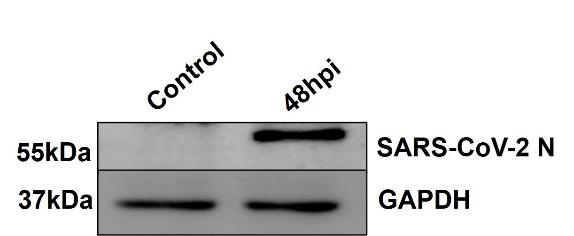 Control 48hpi
55kDa SARS-CoV-2 N
37kDa GAPDH